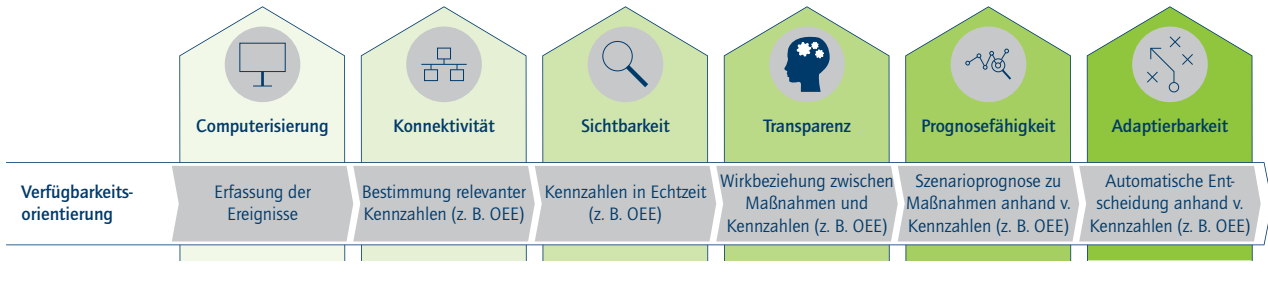 Computerisierung
Konnektivität
Sichtbarkeit
Transparenz
Prognosefähigkeit
Adaptierbarkeit
Verfügbarkeits-
orientierung
Erfassung der
Ereignisse
Bestimmung relevanter
Kennzahlen (z. B. OEE)
Kennzahlen in Echtzeit
(z. B. OEE)
Wirkbeziehung zwischen
Maßnahmen und
Kennzahlen (z. B. OEE)
Szenarioprognose zu
Maßnahmen anhand v.
Kennzahlen (z. B. OEE)
Automatische Ent-
scheidung anhand v.
Kennzahlen (z. B. OEE)